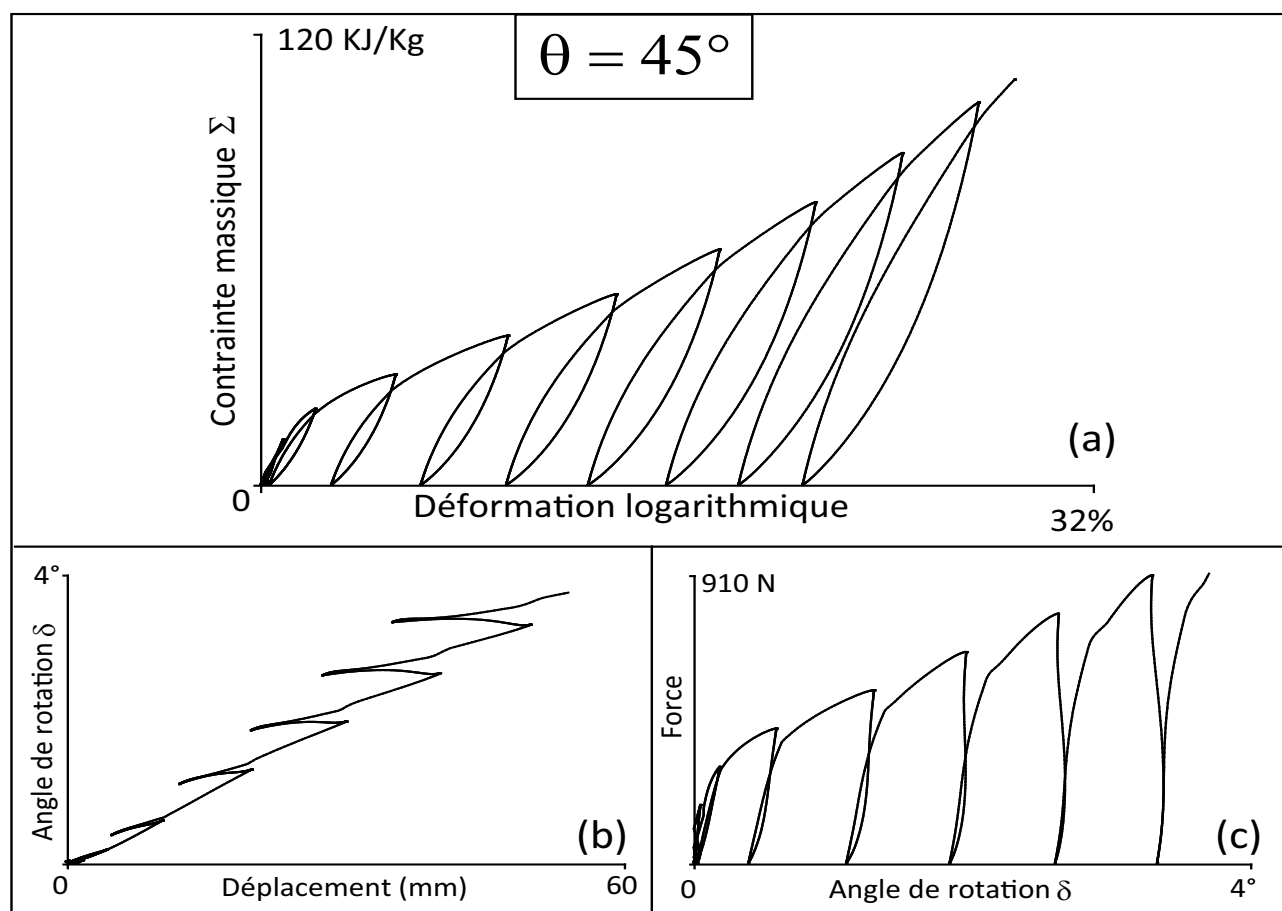 θ = 45°
120 KJ/Kg
Contrainte massique Σ
(a)
0
Déformation logarithmique
32%
4°
Angle de rotation δ
(b)
0
Déplacement (mm)
60
910 N
Force
(c)
0
Angle de rotation δ
4°